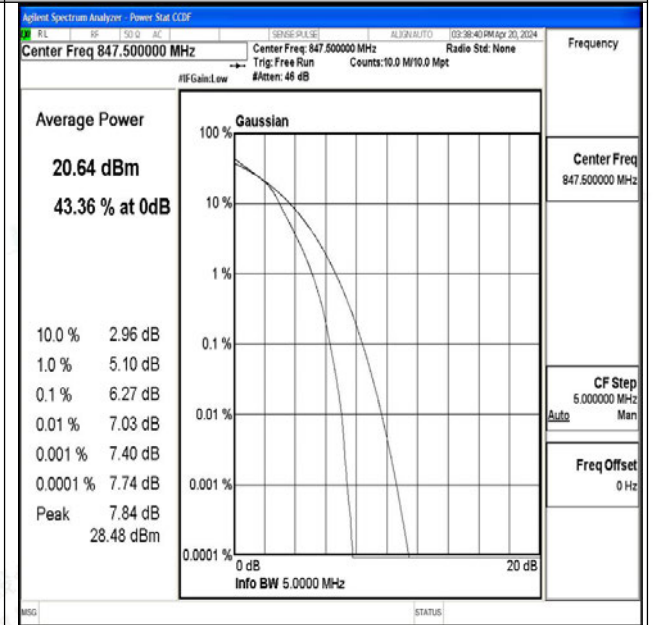 Agilent Spectrum Analyzer - Power Stat CCDF
RL RF 50 Ω AC SENSE:PULSE ALIGN AUTO 03:38:40 PM Apr 20, 2024
Center Freq 847.500000 MHz
Center Freq: 847.500000 MHz Radio Std: None
Trig: Free Run Counts:10.0 M/10.0 Mpt
#IFGain:Low #Atten: 46 dB
Frequency
Average Power
20.64 dBm
43.36 % at 0dB
10.0 % 2.96 dB
1.0 % 5.10 dB
0.1 % 6.27 dB
0.01 % 7.03 dB
0.001 % 7.40 dB
0.0001 % 7.74 dB
Peak 7.84 dB
28.48 dBm
Gaussian
100 %
10 %
1 %
0.1 %
0.01 %
0.001 %
0.0001 %
0 dB 20 dB
Info BW 5.0000 MHz
Center Freq
847.500000 MHz
CF Step
5.000000 MHz
Auto Man
Freq Offset
0 Hz
MSG STATUS